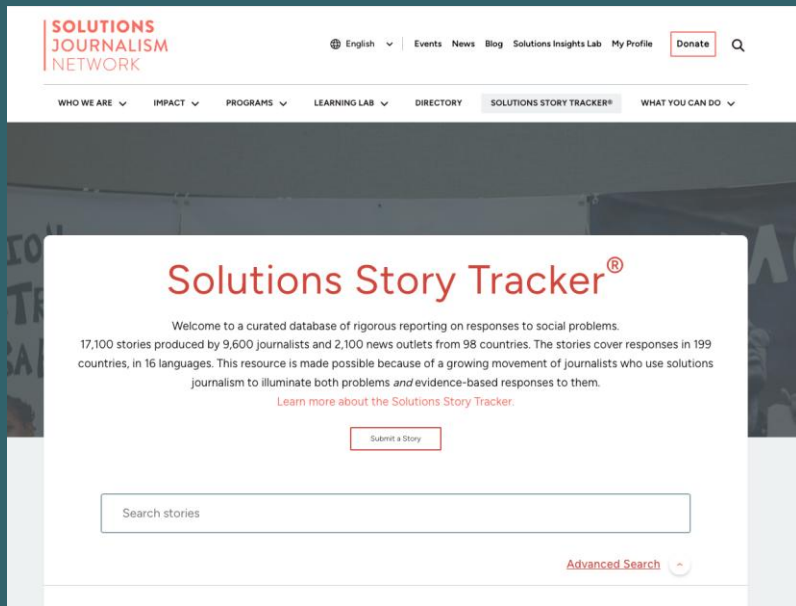 SOLUTIONS
JOURNALISM
NETWORK
English
Events News Blog Solutions Insights Lab My Profile Donate
WHO WE ARE IMPACT PROGRAMS LEARNING LAB DIRECTORY SOLUTIONS STORY TRACKER® WHAT YOU CAN DO
Solutions Story Tracker®
Welcome to a curated database of rigorous reporting on responses to social problems.
17,100 stories produced by 9,600 journalists and 2,100 news outlets from 98 countries. The stories cover responses in 199
countries, in 16 languages. This resource is made possible because of a growing movement of journalists who use solutions
journalism to illuminate both problems and evidence-based responses to them.
Learn more about the Solutions Story Tracker.
Submit a Story
Search stories
Advanced Search